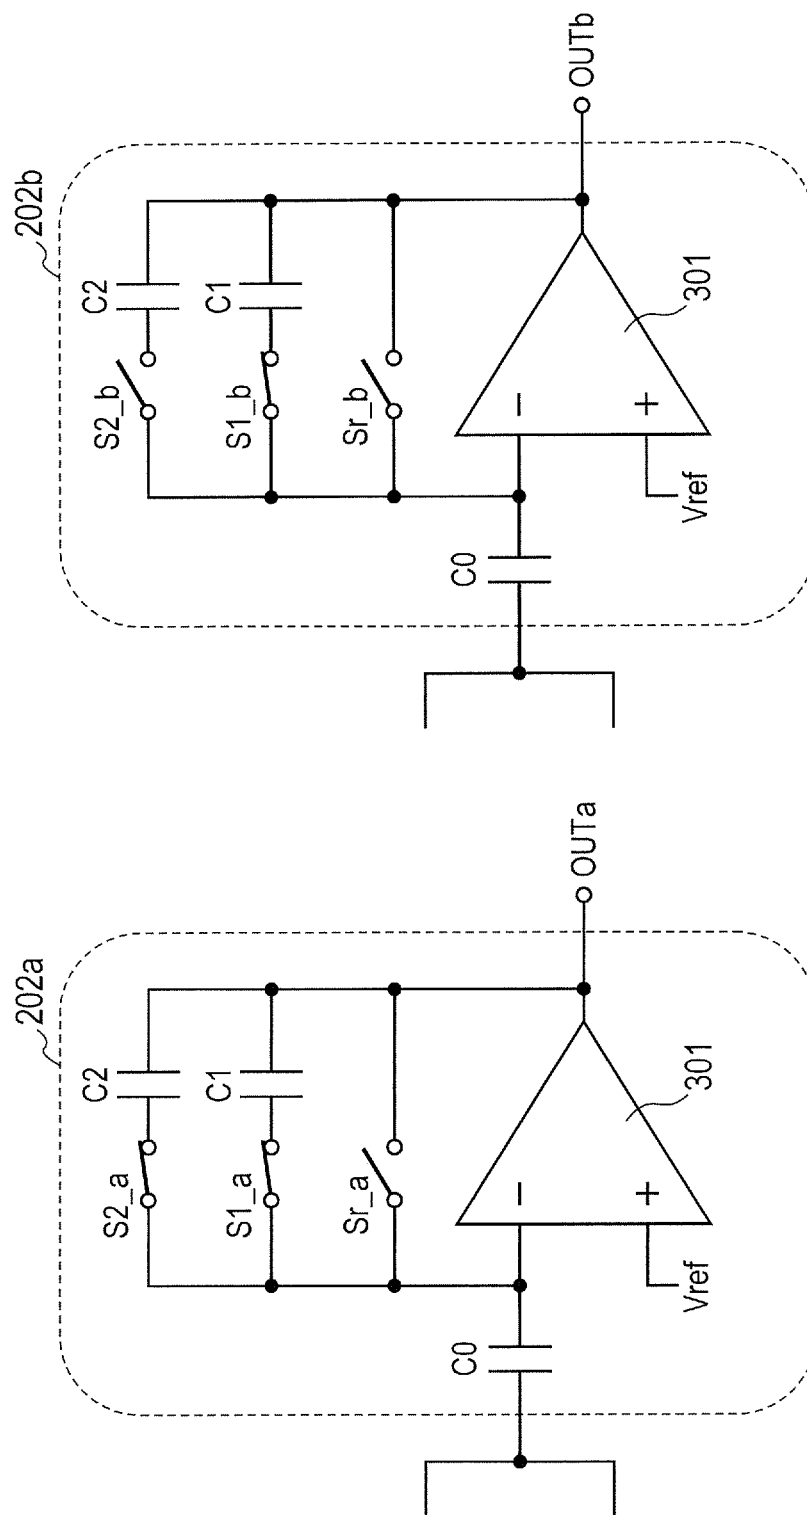 202b
C2
S2_b
C1
S1_b
Sr_b
C0
−
+
Vref
301
OUTb
202a
C2
S2_a
C1
S1_a
Sr_a
C0
−
+
Vref
301
OUTa